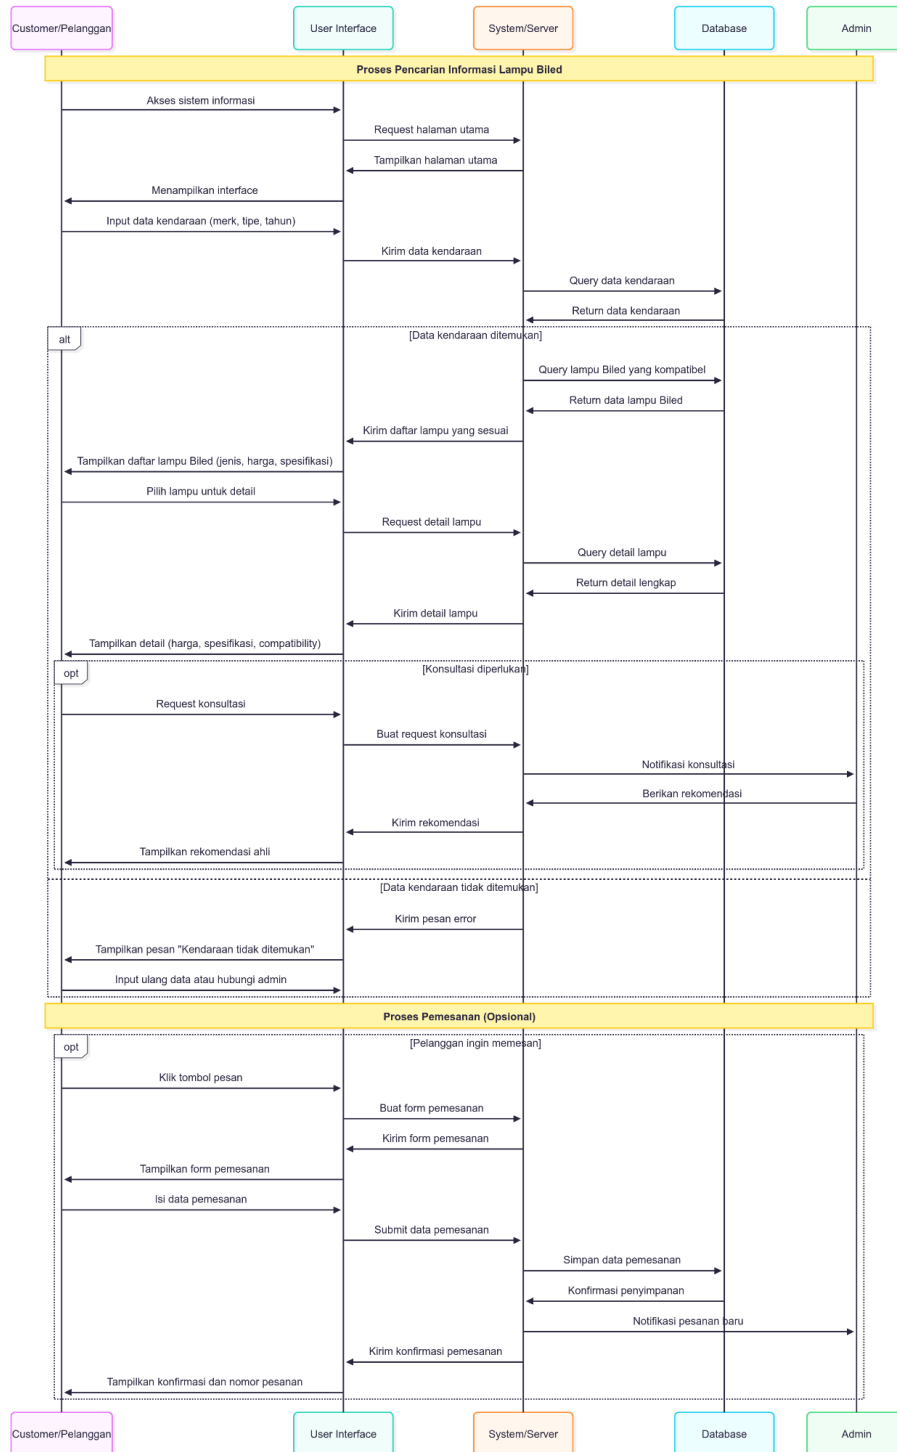 Customer/Pelanggan
User Interface
System/Server
Database
Admin
Proses Pencarian Informasi Lampu Biled
Akses sistem informasi
Request halaman utama
Tampilkan halaman utama
Menampilkan interface
Input data kendaraan (merk, tipe, tahun)
Kirim data kendaraan
Query data kendaraan
Return data kendaraan
alt
[Data kendaraan ditemukan]
Query lampu Biled yang kompatibel
Return data lampu Biled
Kirim daftar lampu yang sesuai
Tampilkan daftar lampu Biled (jenis, harga, spesifikasi)
Pilih lampu untuk detail
Request detail lampu
Query detail lampu
Return detail lengkap
Kirim detail lampu
Tampilkan detail (harga, spesifikasi, compatibility)
opt
[Konsultasi diperlukan]
Request konsultasi
Buat request konsultasi
Notifikasi konsultasi
Berikan rekomendasi
Kirim rekomendasi
Tampilkan rekomendasi ahli
[Data kendaraan tidak ditemukan]
Kirim pesan error
Tampilkan pesan "Kendaraan tidak ditemukan"
Input ulang data atau hubungi admin
Proses Pemesanan (Opsional)
opt
[Pelanggan ingin memesan]
Klik tombol pesan
Buat form pemesanan
Kirim form pemesanan
Tampilkan form pemesanan
Isi data pemesanan
Submit data pemesanan
Simpan data pemesanan
Konfirmasi penyimpanan
Notifikasi pesanan baru
Kirim konfirmasi pemesanan
Tampilkan konfirmasi dan nomor pesanan
Customer/Pelanggan
User Interface
System/Server
Database
Admin